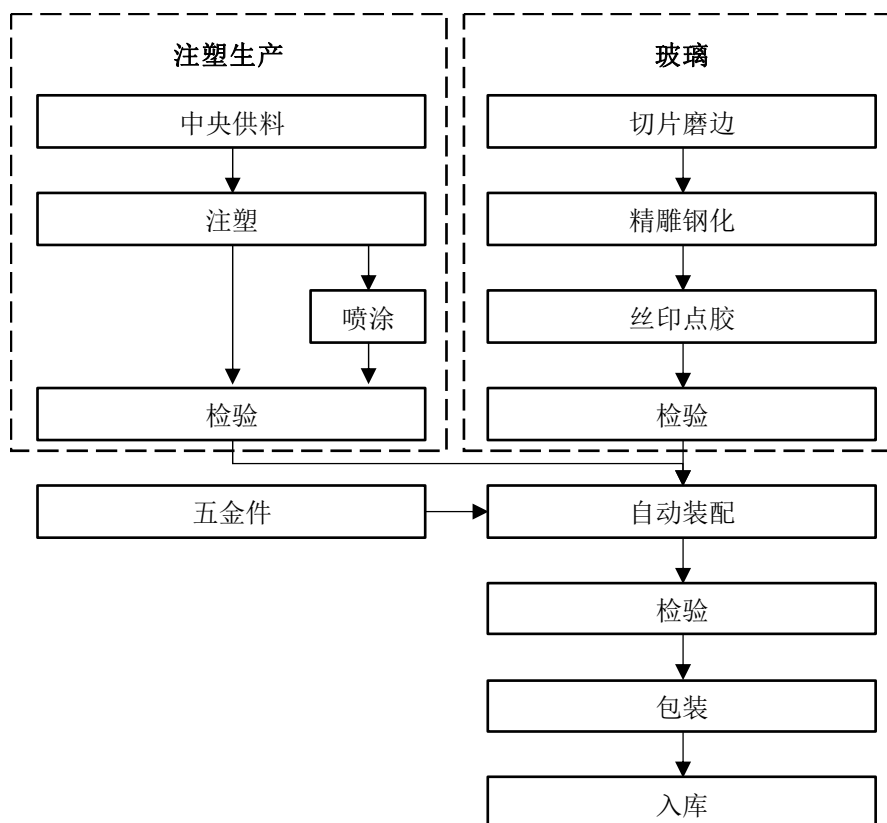 注塑生产
中央供料
注塑
喷涂
检验
玻璃
切片磨边
精雕钢化
丝印点胶
检验
五金件
自动装配
检验
包装
入库